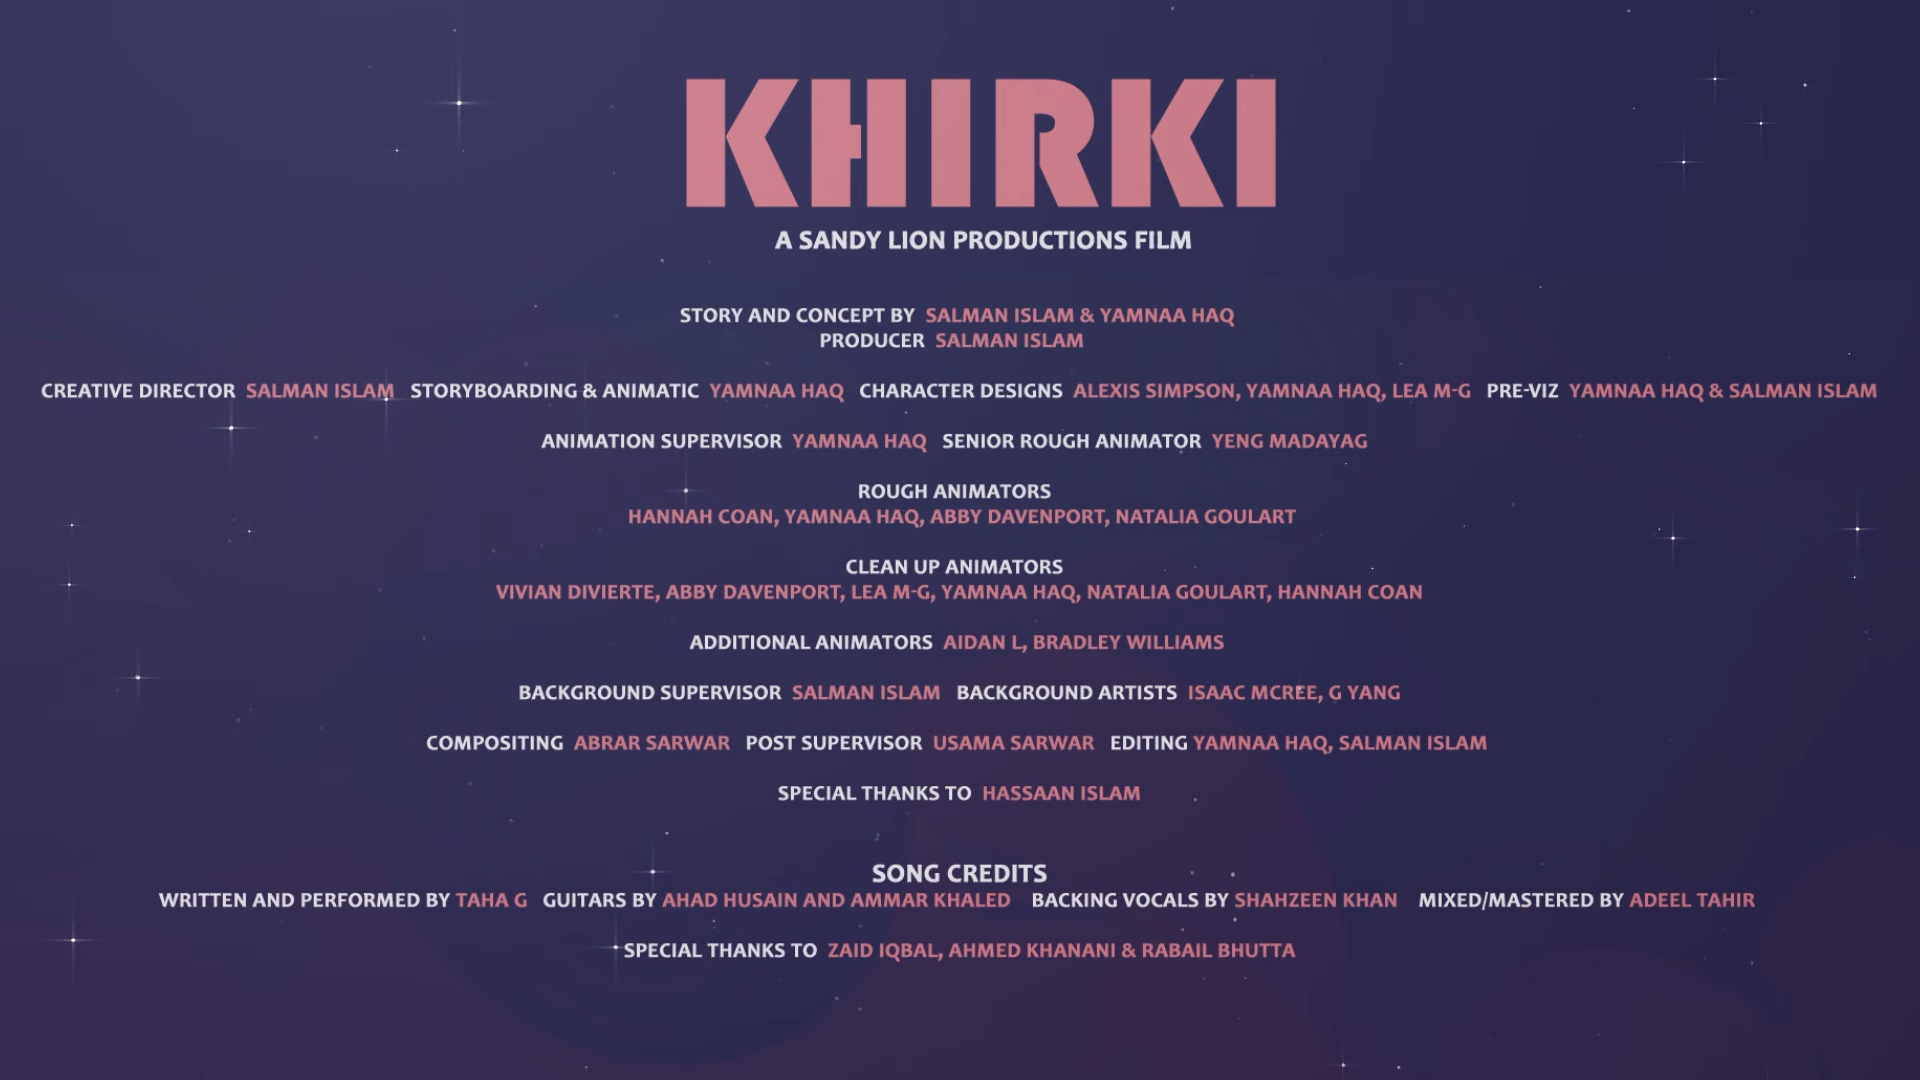 KHIRKI
A SANDY LION PRODUCTIONS FILM
STORY AND CONCEPT BY SALMAN ISLAM & YAMNAA HAQ
PRODUCER SALMAN ISLAM
CREATIVE DIRECTOR SALMAN ISLAM STORYBOARDING & ANIMATIC YAMNAA HAQ CHARACTER DESIGNS ALEXIS SIMPSON, YAMNAA HAQ, LEA M-G PRE-VIZ YAMNAA HAQ & SALMAN ISLAM
ANIMATION SUPERVISOR YAMNAA HAQ SENIOR ROUGH ANIMATOR YENG MADAYAG
ROUGH ANIMATORS
HANNAH COAN, YAMNAA HAQ, ABBY DAVENPORT, NATALIA GOULART
CLEAN UP ANIMATORS
VIVIAN DIVIERTE, ABBY DAVENPORT, LEA M-G, YAMNAA HAQ, NATALIA GOULART, HANNAH COAN
ADDITIONAL ANIMATORS AIDAN L, BRADLEY WILLIAMS
BACKGROUND SUPERVISOR SALMAN ISLAM BACKGROUND ARTISTS ISAAC MCREE, G YANG
COMPOSITING ABRAR SARWAR POST SUPERVISOR USAMA SARWAR EDITING YAMNAA HAQ, SALMAN ISLAM
SPECIAL THANKS TO HASSAAN ISLAM
SONG CREDITS
WRITTEN AND PERFORMED BY TAHA G GUITARS BY AHAD HUSAIN AND AMMAR KHALED BACKING VOCALS BY SHAHZEEN KHAN MIXED/MASTERED BY ADEEL TAHIR
SPECIAL THANKS TO ZAID IQBAL, AHMED KHANANI & RABAIL BHUTTA